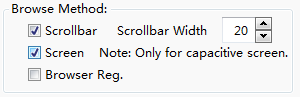 Browse Method:
Scrollbar Scrollbar Width 20
Screen Note: Only for capacitive screen.
Browser Reg.